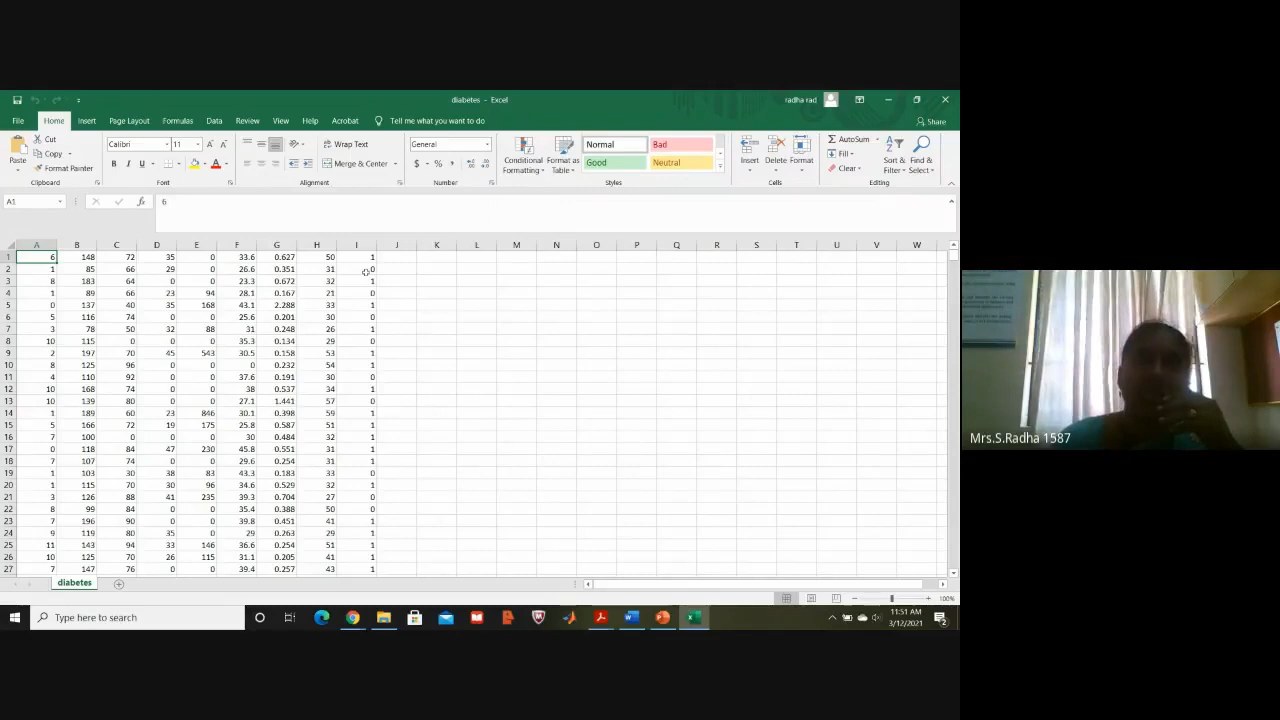 diabetes - Excel
radha rad
File Home Insert Page Layout Formulas Data Review View Help Acrobat Tell me what you want to do Share
Cut
Copy
Format Painter
Paste
Clipboard
Calibri 11
B I U
Font
Wrap Text
Merge & Center
Alignment
General
$ % ,
Number
Conditional Formatting
Format as Table
Normal Bad
Good Neutral
Styles
Insert Delete Format
Cells
AutoSum
Fill
Clear
Sort & Filter
Find & Select
Editing
A1 fx 6
A B C D E F G H I J K L M N O P Q R S T U V W
1 6 148 72 35 0 33.6 0.627 50 1
2 1 85 66 29 0 26.6 0.351 31 0
3 8 183 64 0 0 23.3 0.672 32 1
4 1 89 66 23 94 28.1 0.167 21 0
5 0 137 40 35 168 43.1 2.288 33 1
6 5 116 74 0 0 25.6 0.201 30 0
7 3 78 50 32 88 31 0.248 26 1
8 10 115 0 0 0 35.3 0.134 29 0
9 2 197 70 45 543 30.5 0.158 53 1
10 8 125 96 0 0 0 0.232 54 1
11 4 110 92 0 0 37.6 0.191 30 0
12 10 168 74 0 0 38 0.537 34 1
13 10 139 80 0 0 27.1 1.441 57 0
14 1 189 60 23 846 30.1 0.398 59 1
15 5 166 72 19 175 25.8 0.587 51 1
16 7 100 0 0 0 30 0.484 32 1
17 0 118 84 47 230 45.8 0.551 31 1
18 7 107 74 0 0 29.6 0.254 31 1
19 1 103 30 38 83 43.3 0.183 33 0
20 1 115 70 30 96 34.6 0.529 32 1
21 3 126 88 41 235 39.3 0.704 27 0
22 8 99 84 0 0 35.4 0.388 50 0
23 7 196 90 0 0 39.8 0.451 41 1
24 9 119 80 35 0 29 0.263 29 1
25 11 143 94 33 146 36.6 0.254 51 1
26 10 125 70 26 115 31.1 0.205 41 1
27 7 147 76 0 0 39.4 0.257 43 1
diabetes
100%
Type here to search
11:51 AM
3/12/2021
2
Mrs.S.Radha 1587